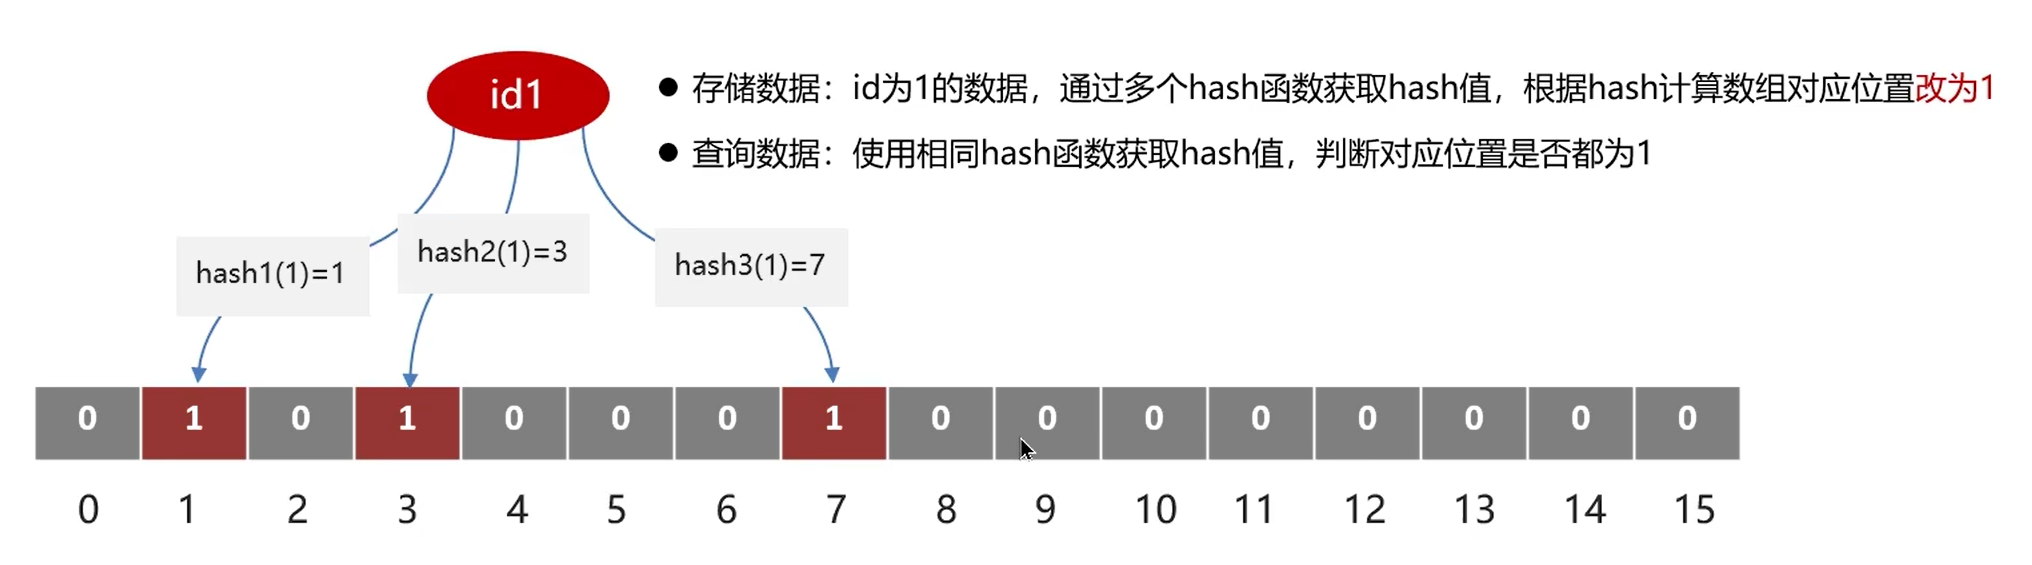 id1
● 存储数据：id为1的数据，通过多个hash函数获取hash值，根据hash计算数组对应位置改为1
● 查询数据：使用相同hash函数获取hash值，判断对应位置是否都为1
hash1(1)=1
hash2(1)=3
hash3(1)=7
0 1 0 1 0 0 0 1 0 0 0 0 0 0 0 0
0 1 2 3 4 5 6 7 8 9 10 11 12 13 14 15